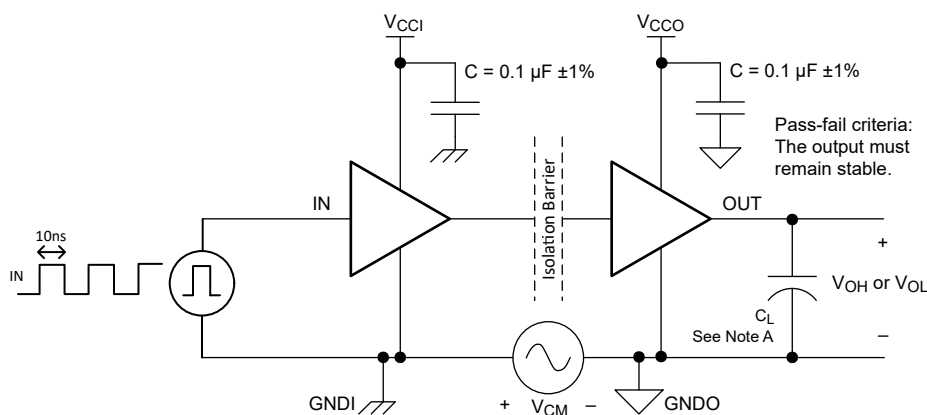 VCCI
VCCO
C = 0.1 µF ±1%
C = 0.1 µF ±1%
Pass-fail criteria:
The output must
remain stable.
Isolation Barrier
IN
OUT
10ns
IN
+
VOH or VOL
CL
See Note A
–
GNDI
+ VCM –
GNDO